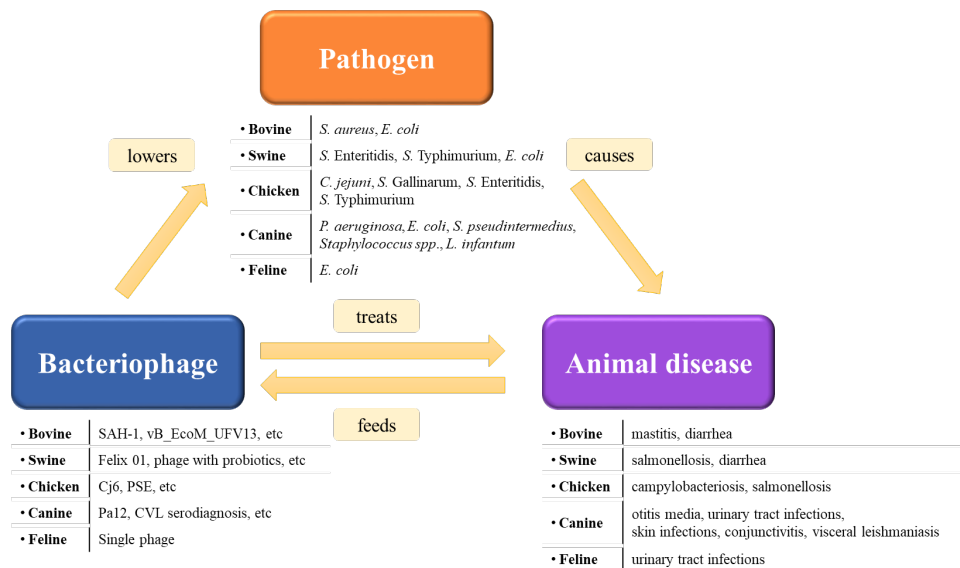 Pathogen
lowers
causes
• Bovine S. aureus, E. coli
• Swine S. Enteritidis, S. Typhimurium, E. coli
• Chicken C. jejuni, S. Gallinarum, S. Enteritidis,
S. Typhimurium
• Canine P. aeruginosa, E. coli, S. pseudintermedius,
Staphylococcus spp., L. infantum
• Feline E. coli
Bacteriophage
treats
feeds
Animal disease
• Bovine SAH-1, vB_EcoM_UFV13, etc
• Swine Felix 01, phage with probiotics, etc
• Chicken Cj6, PSE, etc
• Canine Pa12, CVL serodiagnosis, etc
• Feline Single phage
• Bovine mastitis, diarrhea
• Swine salmonellosis, diarrhea
• Chicken campylobacteriosis, salmonellosis
• Canine otitis media, urinary tract infections,
skin infections, conjunctivitis, visceral leishmaniasis
• Feline urinary tract infections